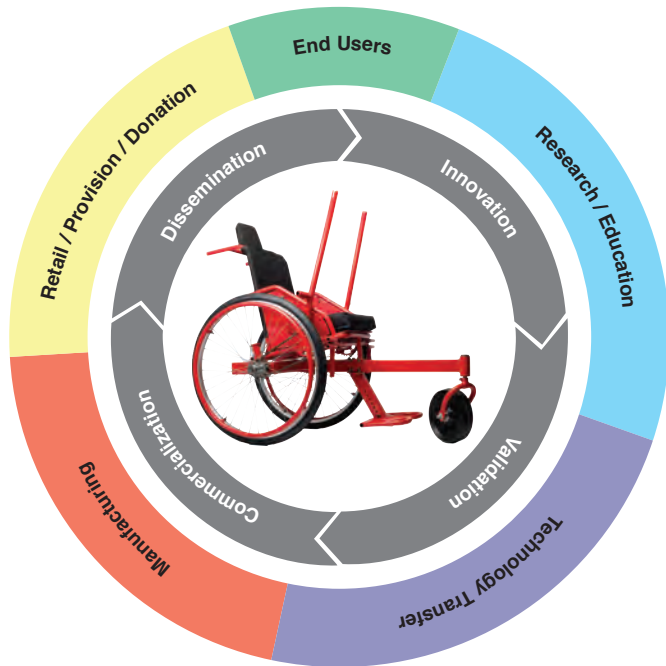 End Users
Research / Education
Technology Transfer
Manufacturing
Retail / Provision / Donation
Innovation
Validation
Commercialization
Dissemination